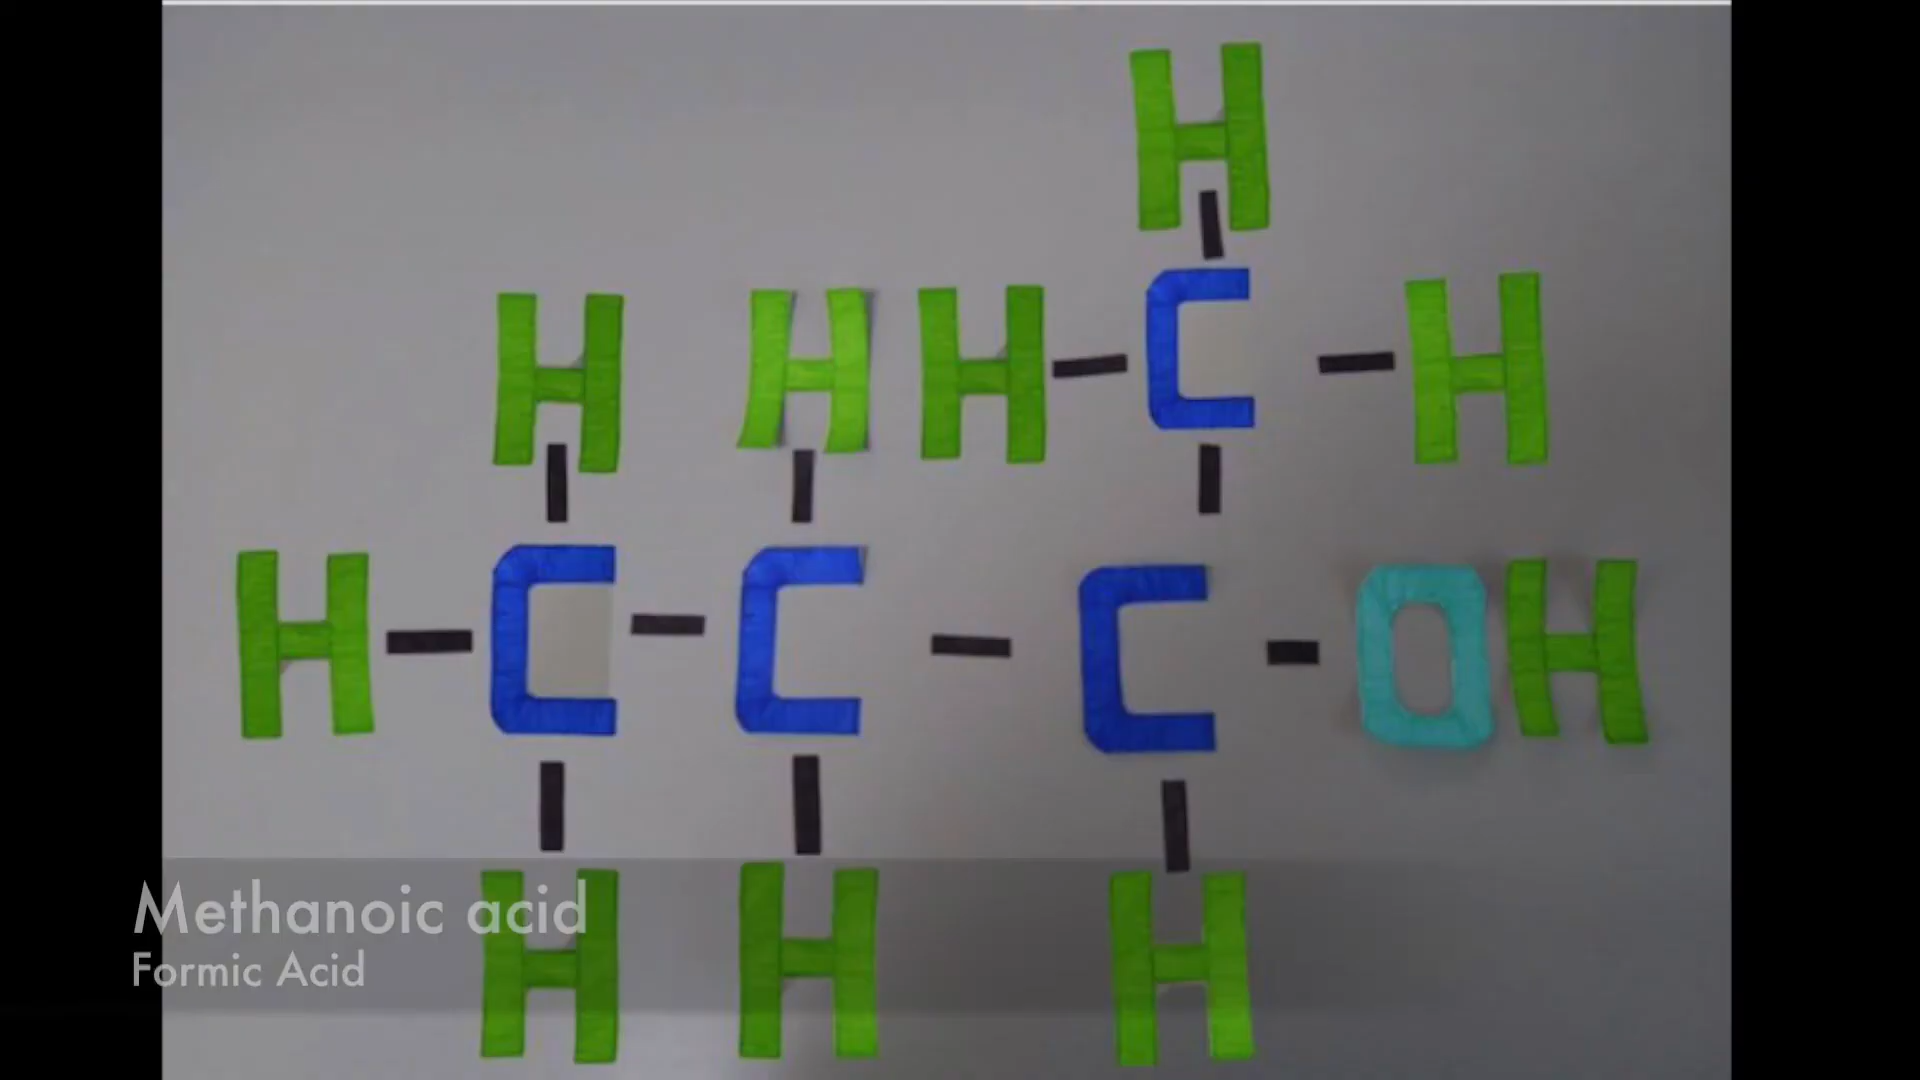 H
H H H C H
H C C C OH
H H H
Methanoic acid
Formic Acid